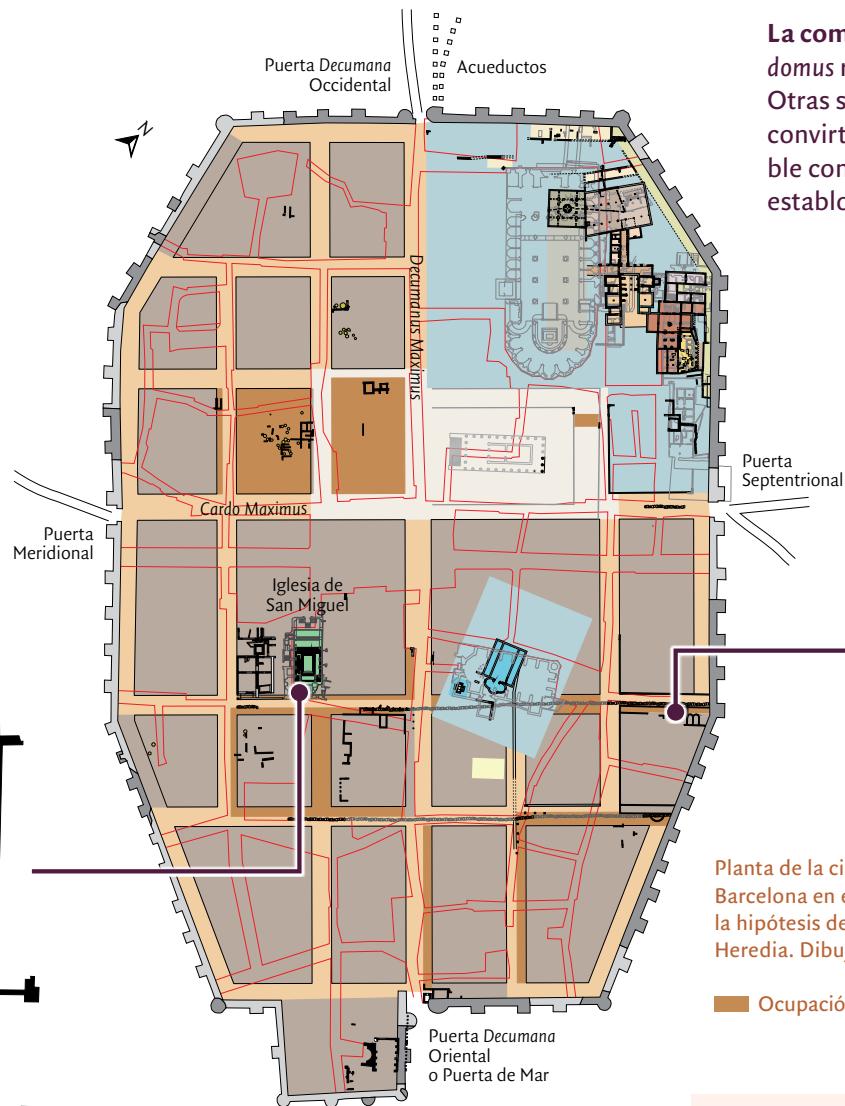 Puerta Decumana
Occidental
Acueductos
La com
domus
Otras s
convirt
ble con
establo
N
Decumanus Maximus
Puerta
Septentrional
Cardo Maximus
Puerta
Meridional
Iglesia de
San Miguel
Planta de la ci
Barcelona en e
la hipótesis de
Heredia. Dibu
Ocupació
Puerta Decumana
Oriental
o Puerta de Mar